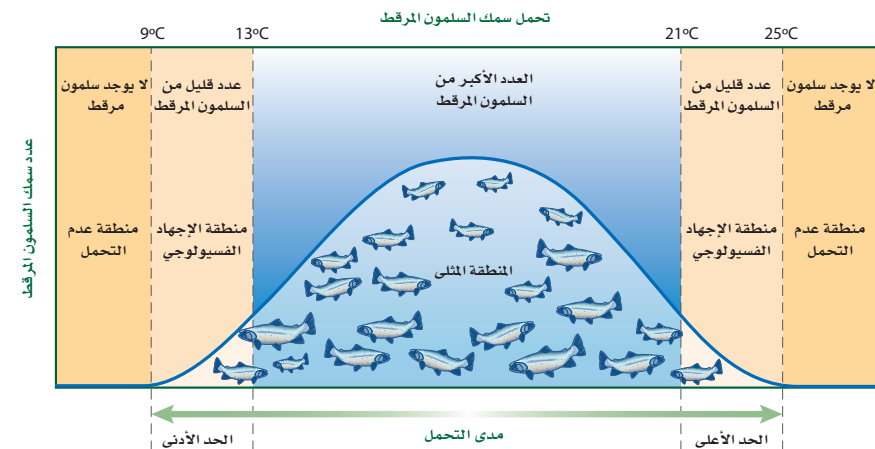 تحمل سمك السلمون المرقط
9ºC 13ºC 21ºC 25ºC
لا يوجد سلمون
مرقط
عدد قليل من
السلمون المرقط
العدد الأكبر من
السلمون المرقط
عدد قليل من
السلمون المرقط
لا يوجد سلمون
مرقط
عدد سمك السلمون المرقط
منطقة عدم
التحمل
منطقة الإجهاد
الفسيولوجي
المنطقة المثلى
منطقة الإجهاد
الفسيولوجي
منطقة عدم
التحمل
الحد الأدنى
مدى التحمل
الحد الأعلى